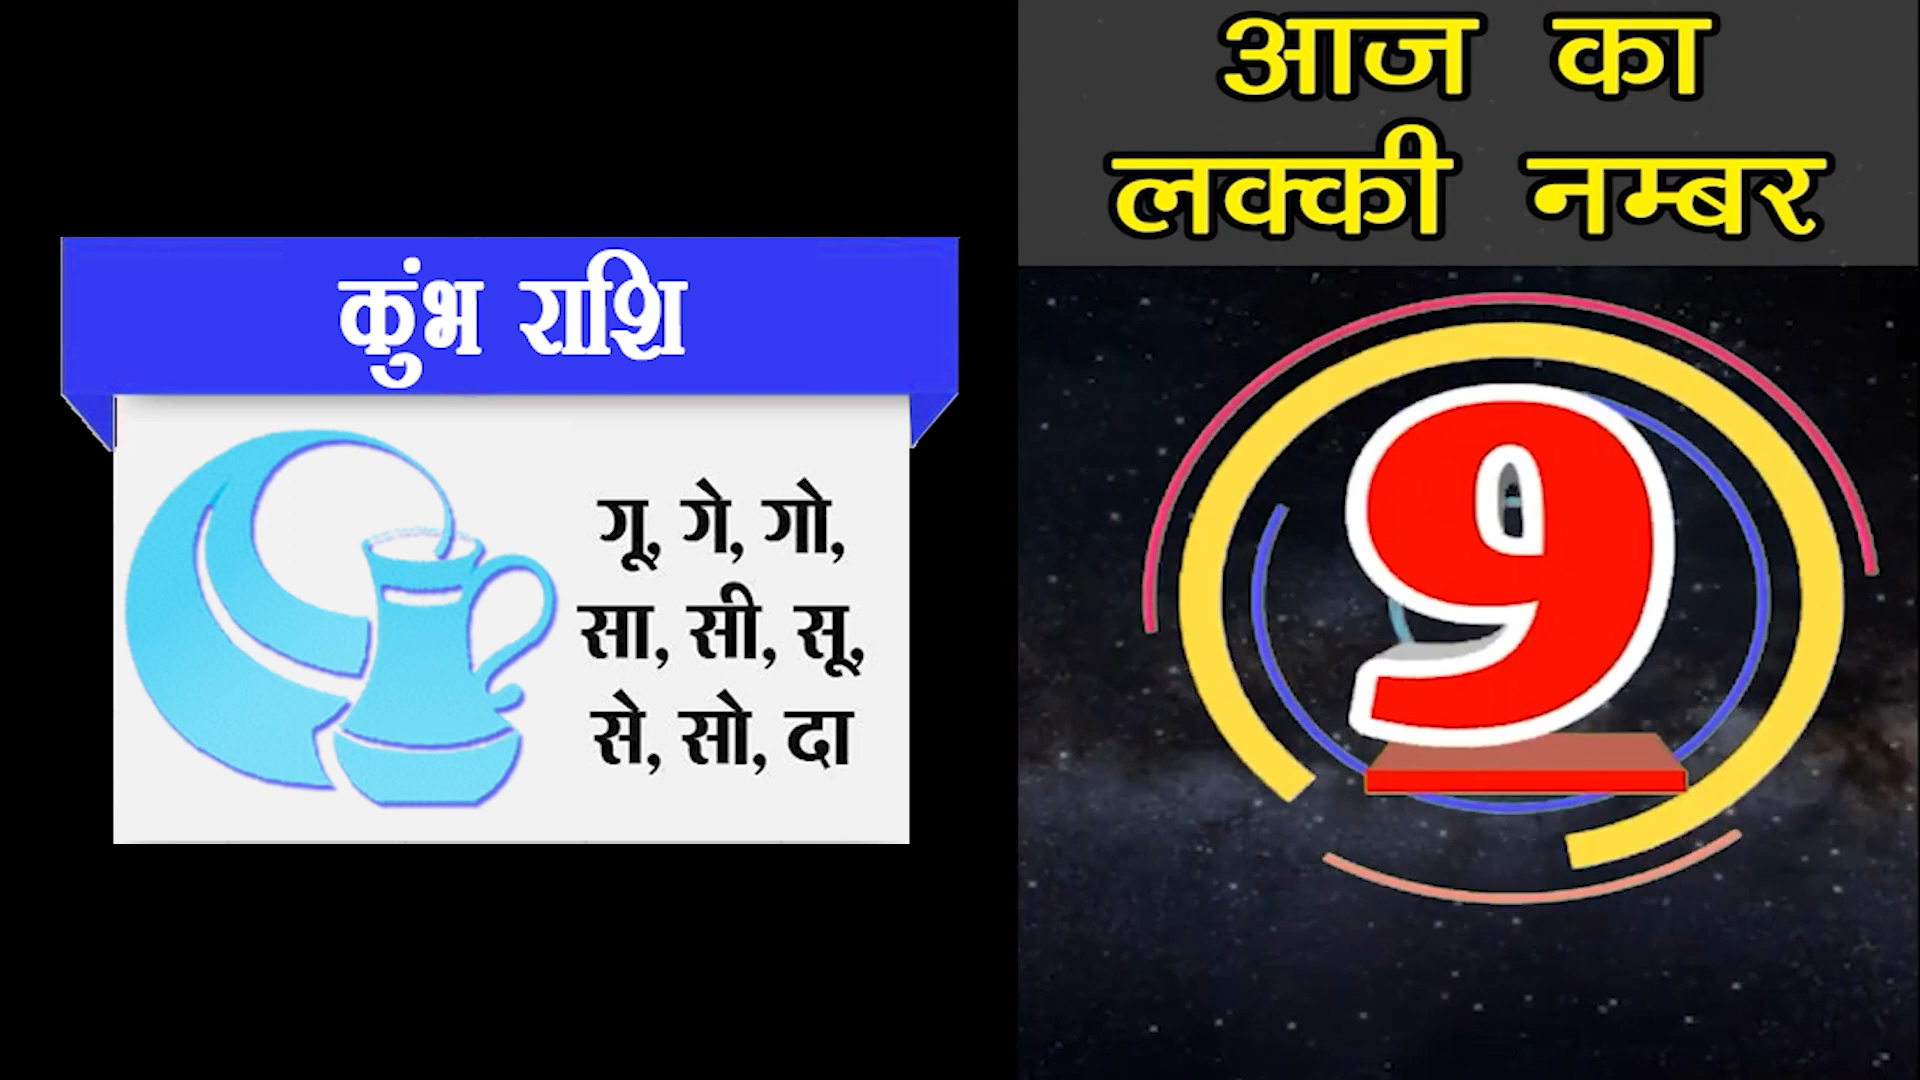 कुंभ राशि
गू, गे, गो,
सा, सी, सू,
से, सो, दा
आज का
लक्की नम्बर
9